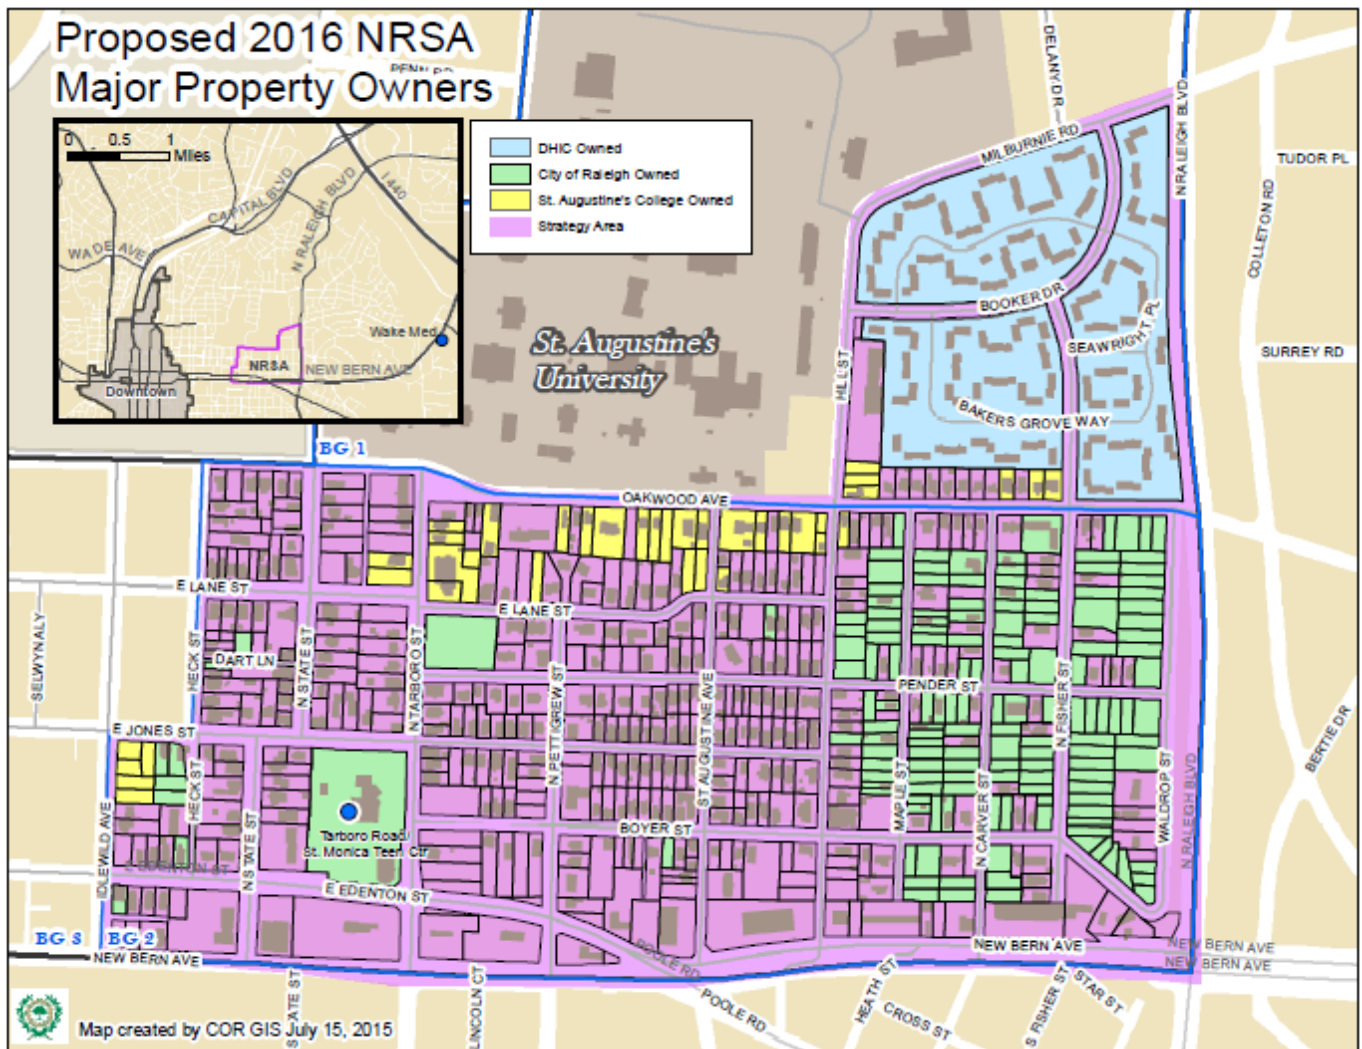 Proposed 2016 NRSA
Major Property Owners
PENN RD
0 0.5 1
Miles
CAPITAL BLVD
N RALEIGH BLVD
I 440
WADE AVE
Wake Med
NRSA
NEW BERN AVE
Downtown
DHIC Owned
City of Raleigh Owned
St. Augustine's College Owned
Strategy Area
DELANY DR
MILBURNIE RD
N RALEIGH BLVD
TUDOR PL
COLLETON RD
BOOKER DR
SEAWRIGHT PL
SURREY RD
HILL ST
BAKERS GROVE WAY
St. Augustine's
University
BG 1
OAKWOOD AVE
E LANE ST
E LANE ST
SELWYN ALY
HECK ST
DART LN
N STATE ST
N TARBORO ST
N PETTIGREW ST
ST AUGUSTINE AVE
PENDER ST
N FISHER ST
E JONES ST
HECK ST
IDLEWILD AVE
N STATE ST
Tarboro Road/
St. Monica Teen Ctr
BOYER ST
MAPLE ST
N CARVER ST
WALDROP ST
N RALEIGH BLVD
BERTIE DR
E EDENTON ST
E EDENTON ST
BG 3
BG 2
NEW BERN AVE
POOLE RD
POOLE RD
NEW BERN AVE
NEW BERN AVE
NEW BERN AVE
HEATH ST
CROSS ST
S FISHER ST
STAR ST
LINCOLN CT
Map created by COR GIS July 15, 2015